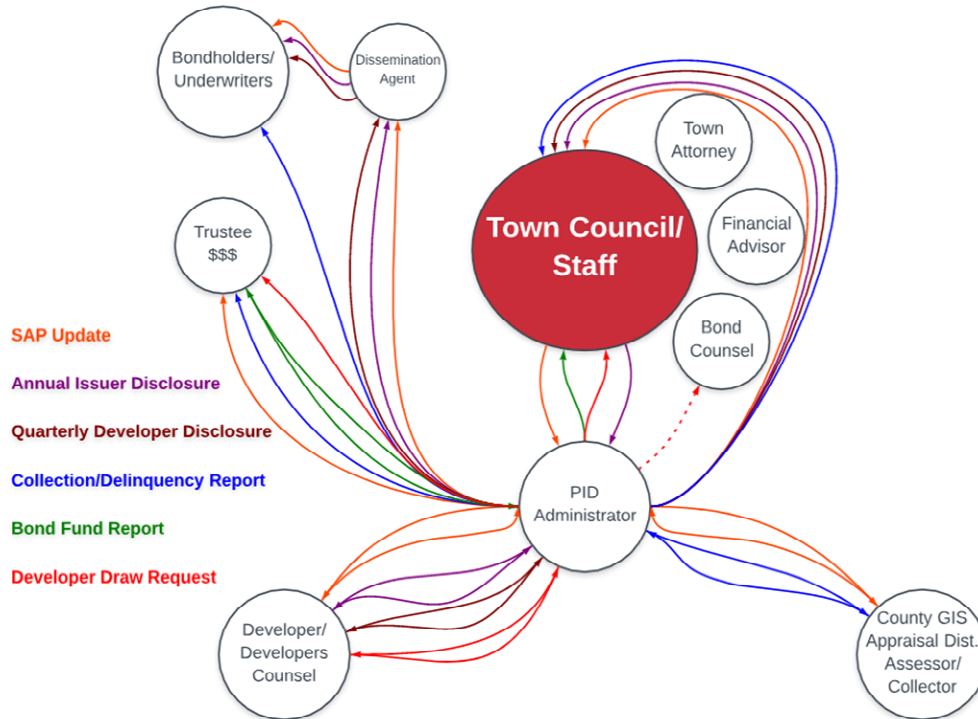 Bondholders/
Underwriters
Dissemination
Agent
Town
Attorney
Trustee
$$$
Town Council/
Staff
Financial
Advisor
Bond
Counsel
SAP Update
Annual Issuer Disclosure
Quarterly Developer Disclosure
Collection/Delinquency Report
Bond Fund Report
Developer Draw Request
PID
Administrator
Developer/
Developers
Counsel
County GIS
Appraisal Dist.
Assessor/
Collector